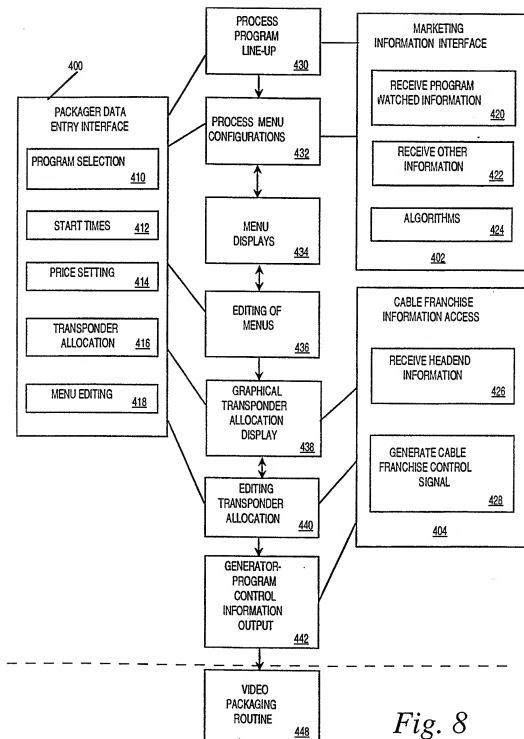 400
PACKAGER DATA
ENTRY INTERFACE
PROGRAM SELECTION
410
START TIMES
412
PRICE SETTING
414
TRANSPONDER
ALLOCATION
416
MENU EDITING
418
PROCESS
PROGRAM
LINE-UP
430
PROCESS MENU
CONFIGURATIONS
432
MENU
DISPLAYS
434
EDITING OF
MENUS
436
GRAPHICAL
TRANSPONDER
ALLOCATION
DISPLAY
438
EDITING
TRANSPONDER
ALLOCATION
440
GENERATOR-
PROGRAM
CONTROL
INFORMATION
OUTPUT
442
VIDEO
PACKAGING
ROUTINE
448
MARKETING
INFORMATION INTERFACE
RECEIVE PROGRAM
WATCHED INFORMATION
420
RECEIVE OTHER
INFORMATION
422
ALGORITHMS
424
402
CABLE FRANCHISE
INFORMATION ACCESS
RECEIVE HEADEND
INFORMATION
426
GENERATE CABLE
FRANCHISE CONTROL
SIGNAL
428
404
Fig. 8